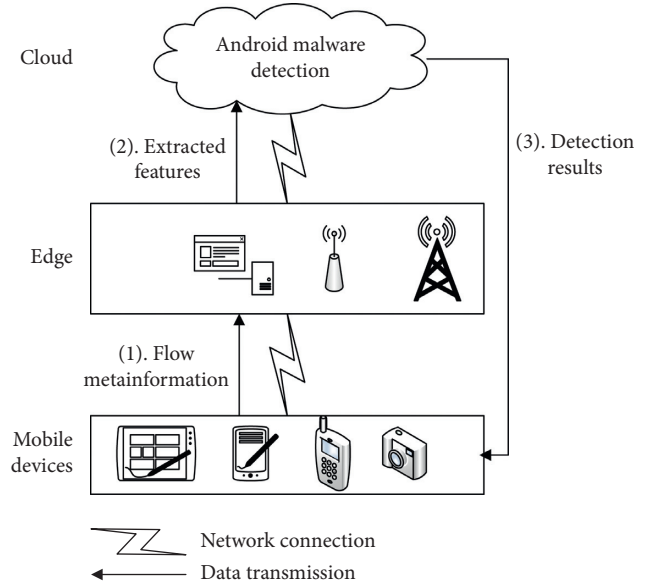 Cloud
Android malware
detection
(2). Extracted
features
(3). Detection
results
Edge
(1). Flow
metainformation
Mobile
devices
Network connection
Data transmission